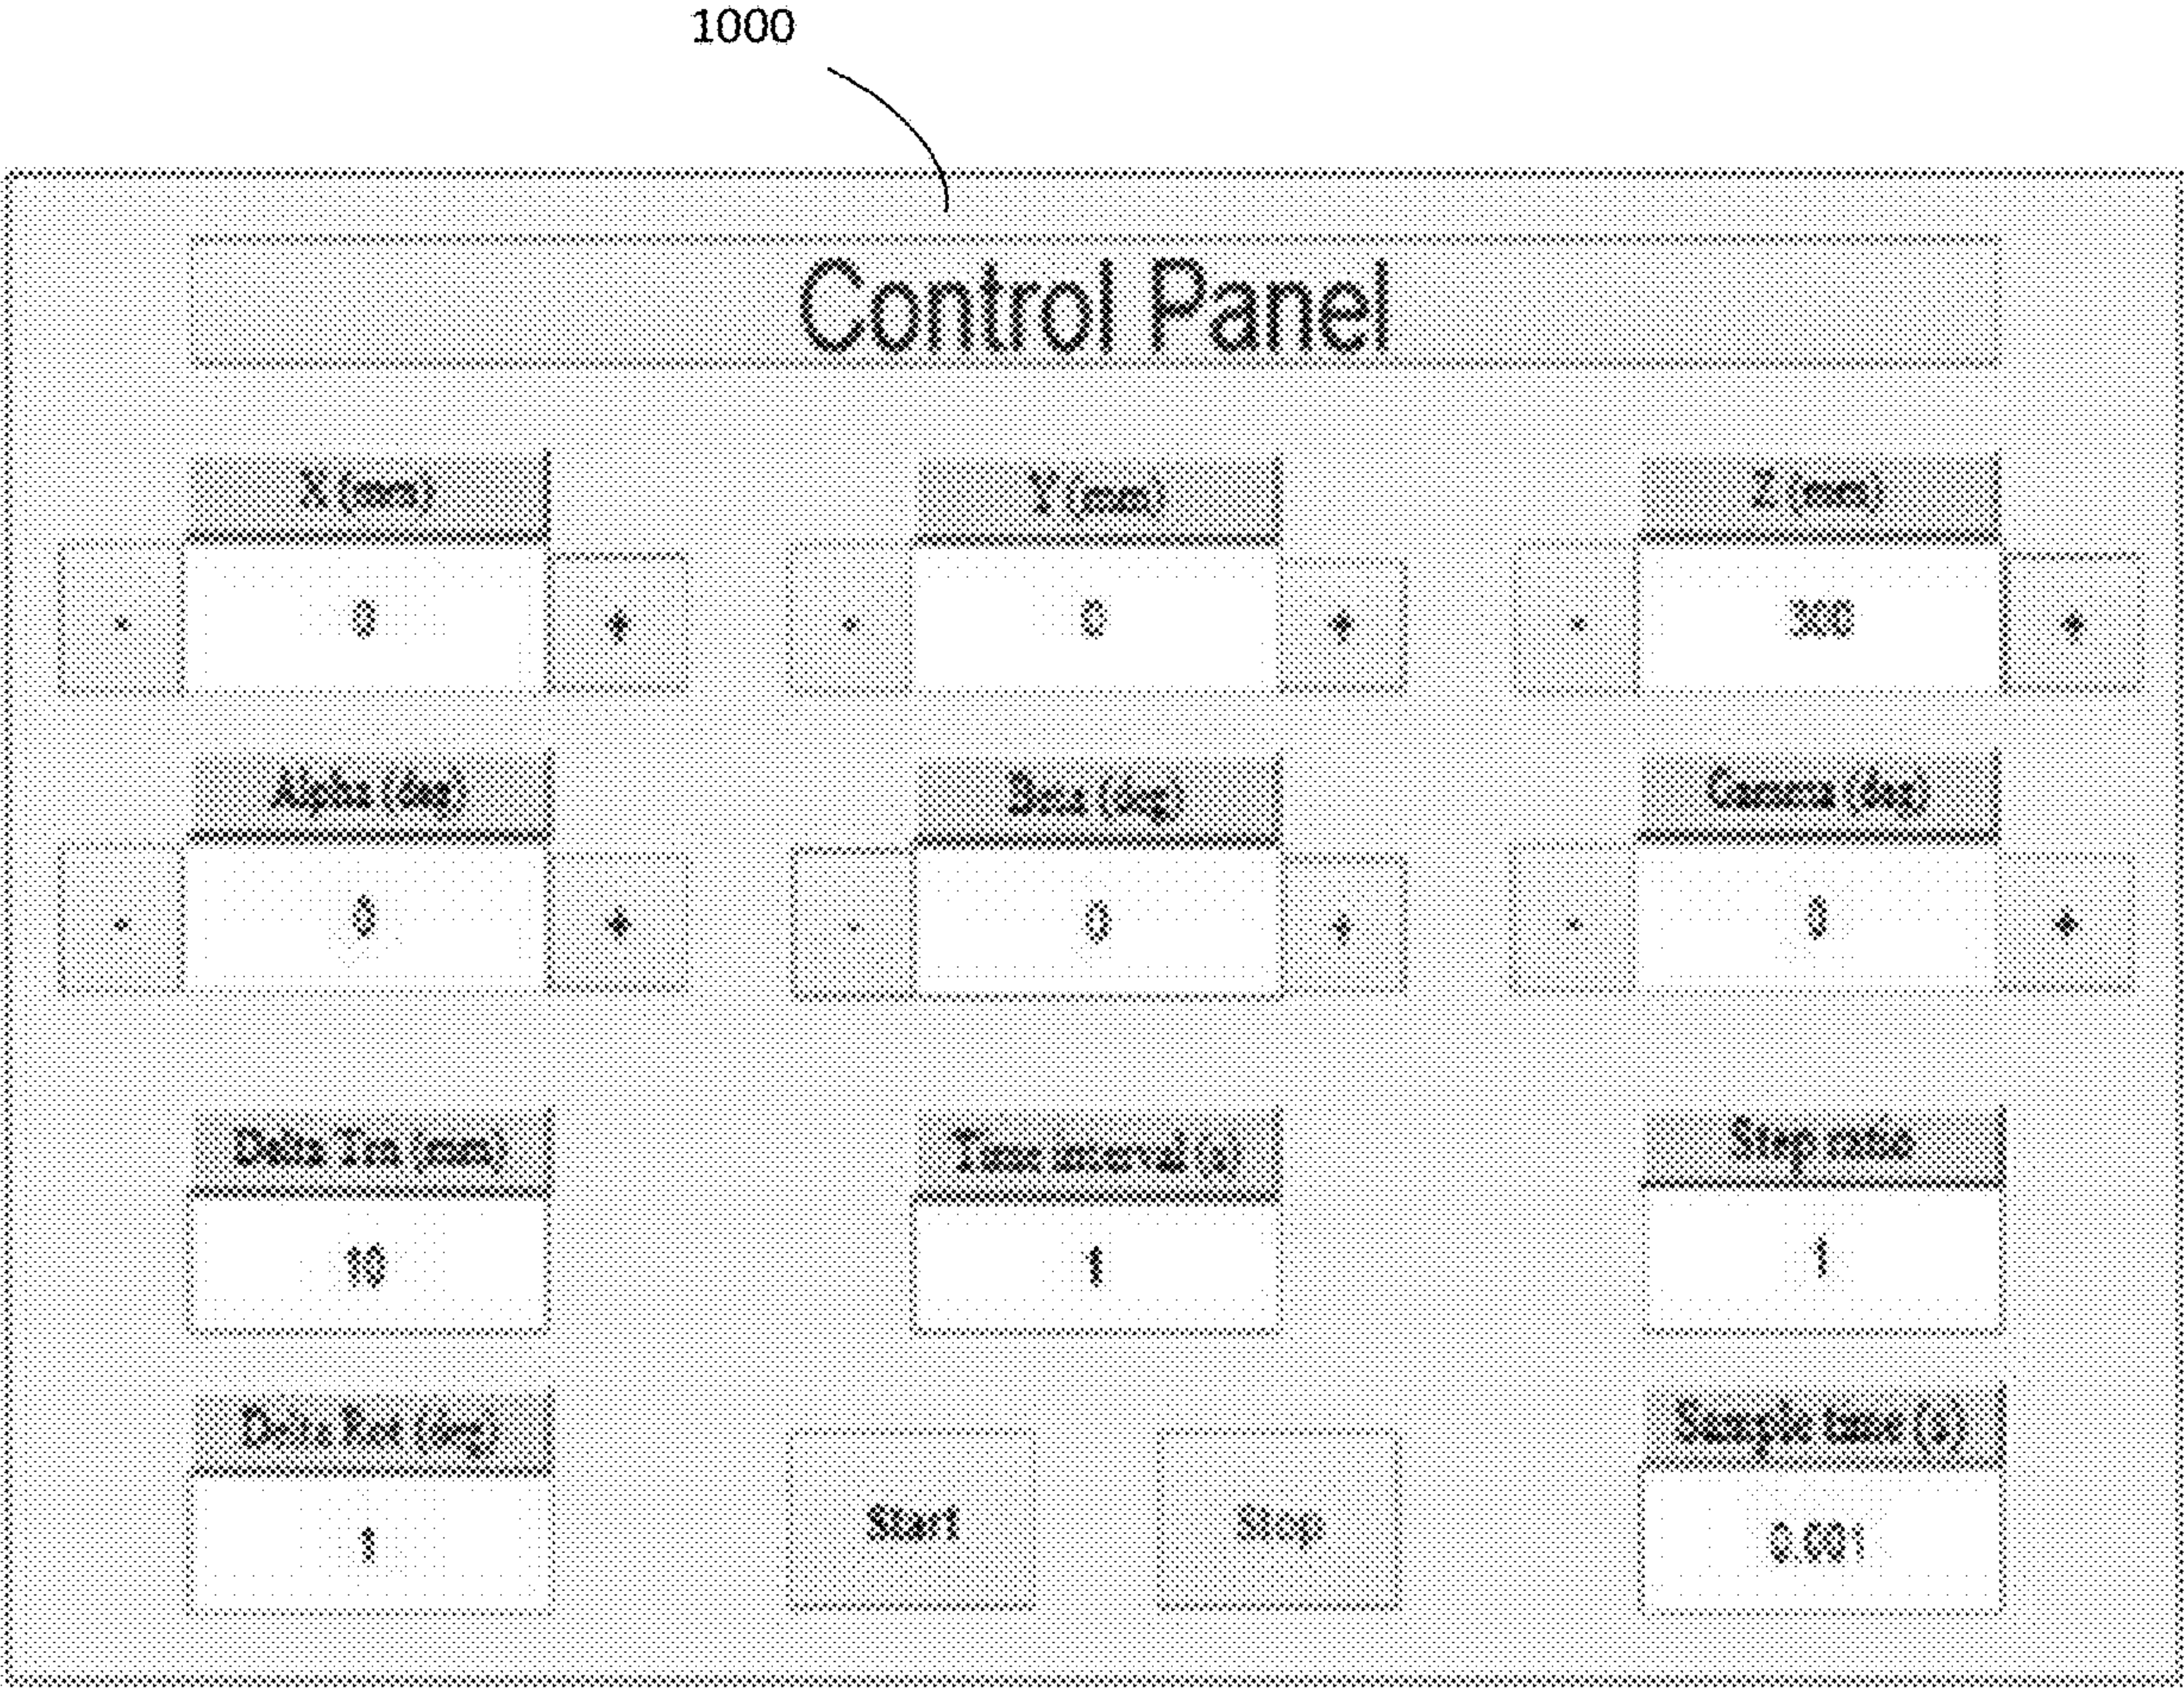 1000
Control Panel
X (mm) Y (mm) Z (mm)
- 0 + - 0 + - 300 +
Alpha (deg) Beta (deg) Gamma (deg)
- 0 + - 0 + - 0 +
Delta Tra (mm) Time interval (s) Step ratio
10 1 1
Delta Rot (deg) Sample time (s)
1 Start Stop 0.001